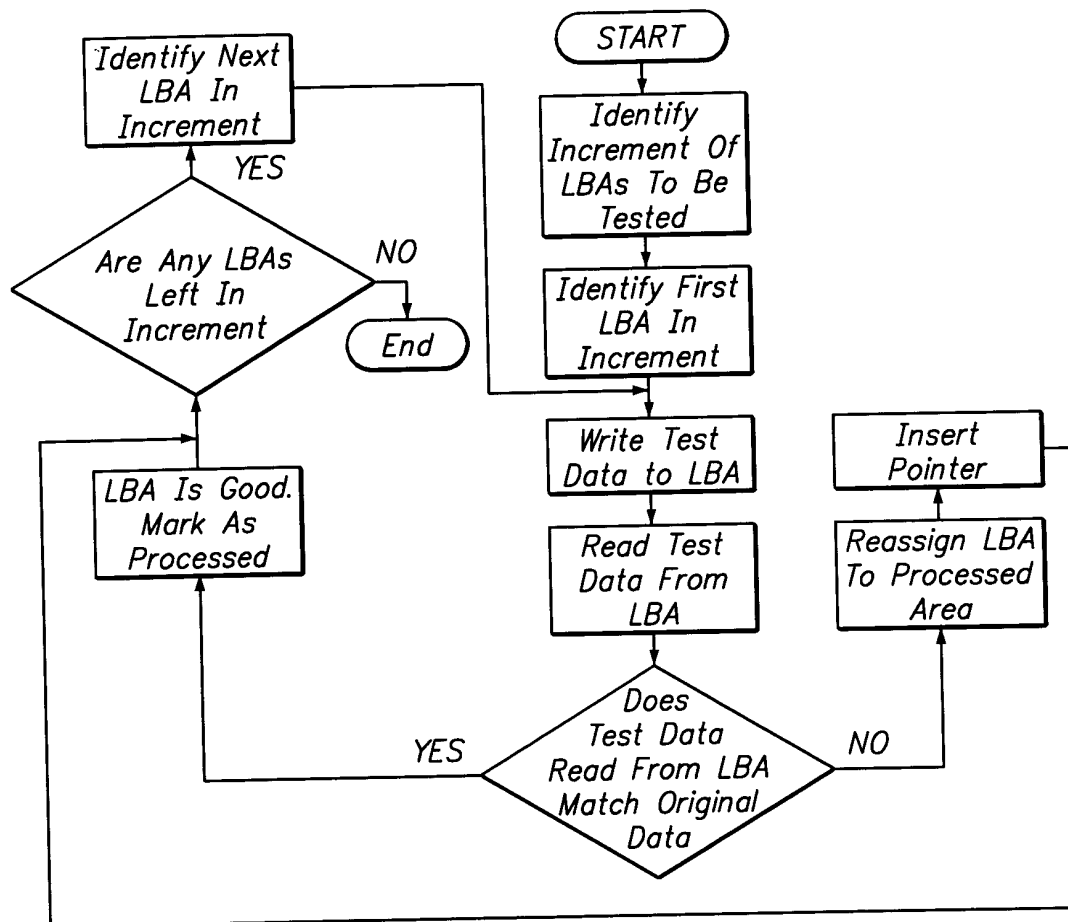 START
Identify
Increment Of
LBAs To Be
Tested
Identify First
LBA In
Increment
Write Test
Data to LBA
Read Test
Data From
LBA
Does
Test Data
Read From LBA
Match Original
Data
YES
NO
LBA Is Good.
Mark As
Processed
Reassign LBA
To Processed
Area
Insert
Pointer
Are Any LBAs
Left In
Increment
YES
NO
Identify Next
LBA In
Increment
End